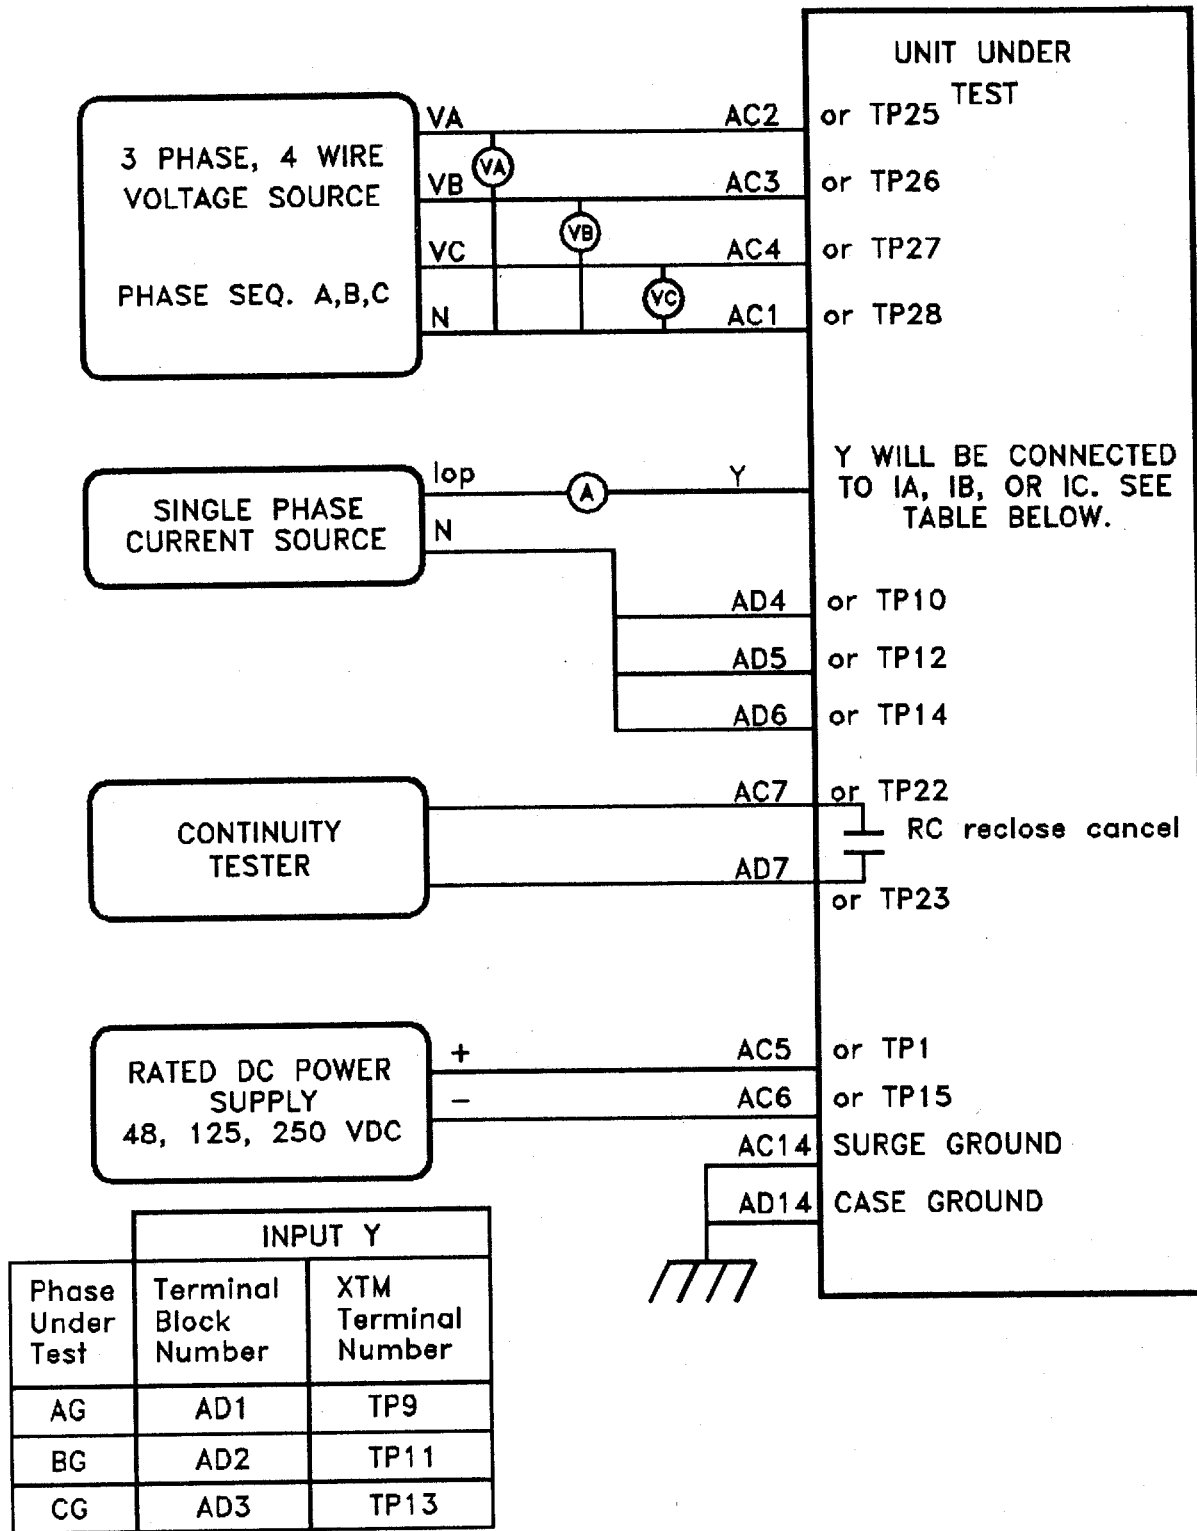 UNIT UNDER
TEST
3 PHASE, 4 WIRE
VOLTAGE SOURCE
PHASE SEQ. A,B,C
VA
VA
AC2
or TP25
VB
VB
AC3
or TP26
VC
VC
AC4
or TP27
N
AC1
or TP28
SINGLE PHASE
CURRENT SOURCE
Iop
A
Y
N
Y WILL BE CONNECTED
TO IA, IB, OR IC. SEE
TABLE BELOW.
AD4
or TP10
AD5
or TP12
AD6
or TP14
CONTINUITY
TESTER
AC7
or TP22
RC reclose cancel
AD7
or TP23
RATED DC POWER
SUPPLY
48, 125, 250 VDC
+
AC5
or TP1
–
AC6
or TP15
AC14
SURGE GROUND
AD14
CASE GROUND
INPUT Y
Phase
Under
Test
Terminal
Block
Number
XTM
Terminal
Number
AG AD1 TP9
BG AD2 TP11
CG AD3 TP13